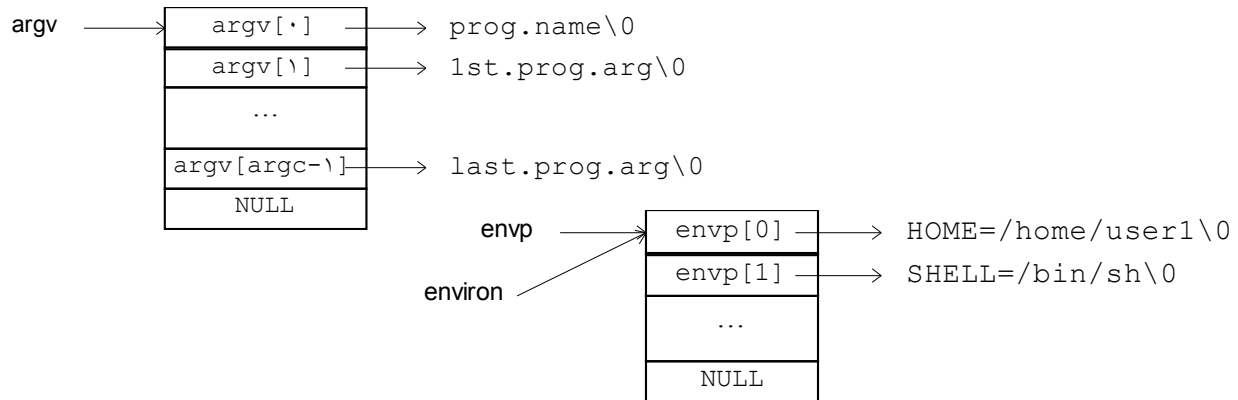 argv argv[٠] prog.name\0
argv[١] 1st.prog.arg\0
...
argv[argc-١] last.prog.arg\0
NULL
envp envp[0] HOME=/home/user1\0
environ envp[1] SHELL=/bin/sh\0
...
NULL